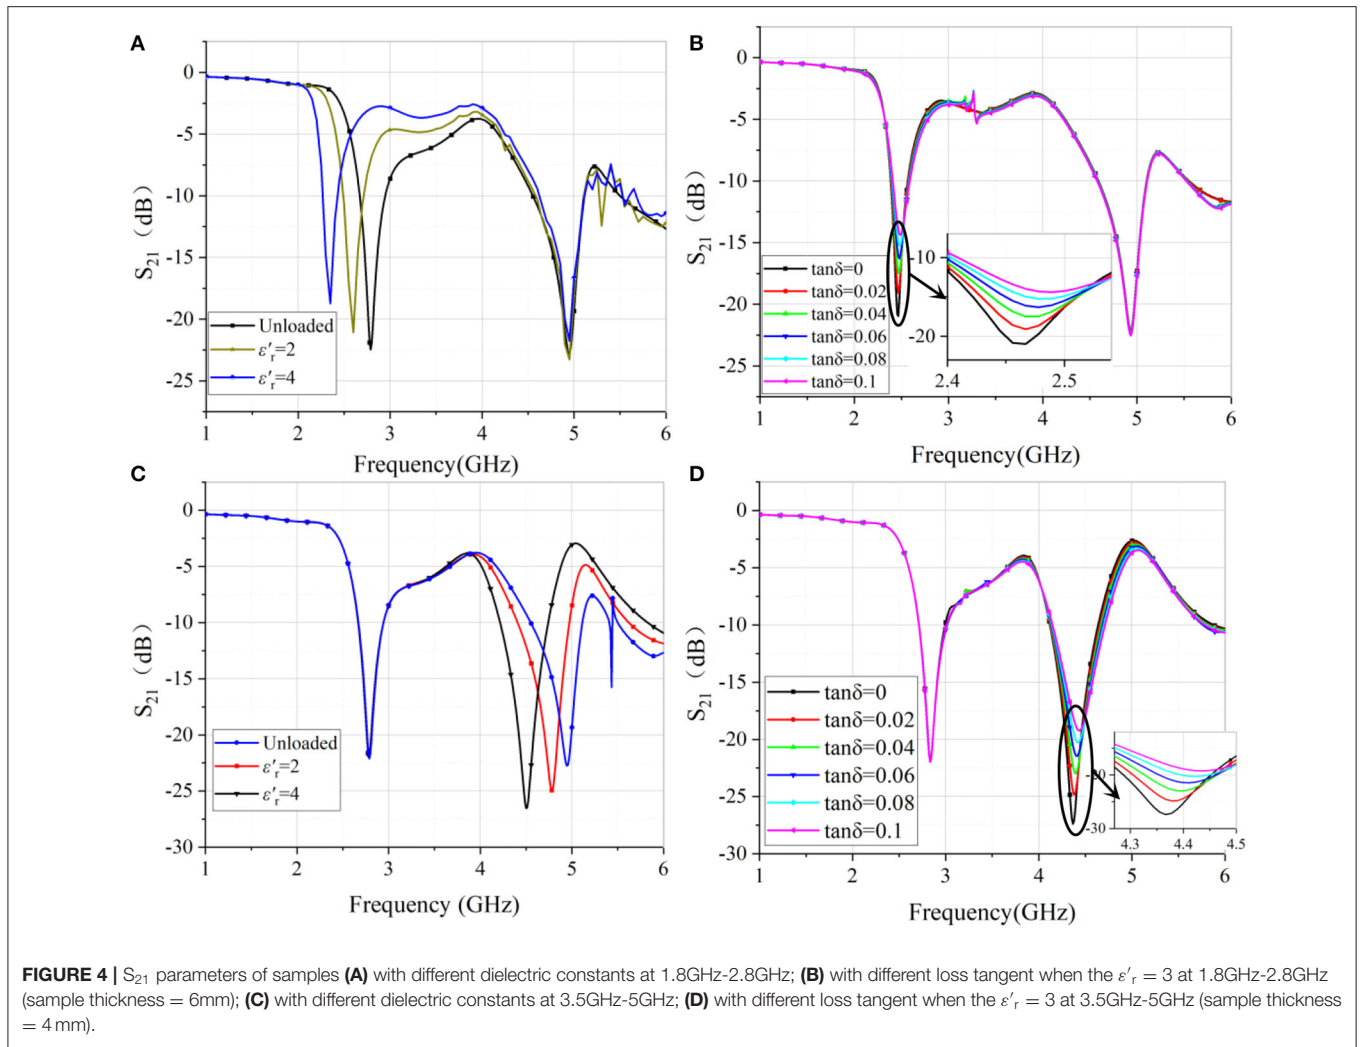 A
0
-5
-10
-15
-20
-25
S21 (dB)
Unloaded
ε′r=2
ε′r=4
1 2 3 4 5 6
Frequency(GHz)
B
0
-5
-10
-15
-20
-25
S21 (dB)
tanδ=0
tanδ=0.02
tanδ=0.04
tanδ=0.06
tanδ=0.08
tanδ=0.1
-10
-20
2.4 2.5
1 2 3 4 5 6
Frequency(GHz)
C
0
-5
-10
-15
-20
-25
-30
S21 (dB)
Unloaded
ε′r=2
ε′r=4
1 2 3 4 5 6
Frequency (GHz)
D
0
-5
-10
-15
-20
-25
-30
S21 (dB)
tanδ=0
tanδ=0.02
tanδ=0.04
tanδ=0.06
tanδ=0.08
tanδ=0.1
-30
4.3 4.4 4.5
1 2 3 4 5 6
Frequency(GHz)
FIGURE 4 | S21 parameters of samples (A) with different dielectric constants at 1.8GHz-2.8GHz; (B) with different loss tangent when the ε′r = 3 at 1.8GHz-2.8GHz
(sample thickness = 6mm); (C) with different dielectric constants at 3.5GHz-5GHz; (D) with different loss tangent when the ε′r = 3 at 3.5GHz-5GHz (sample thickness
= 4 mm).